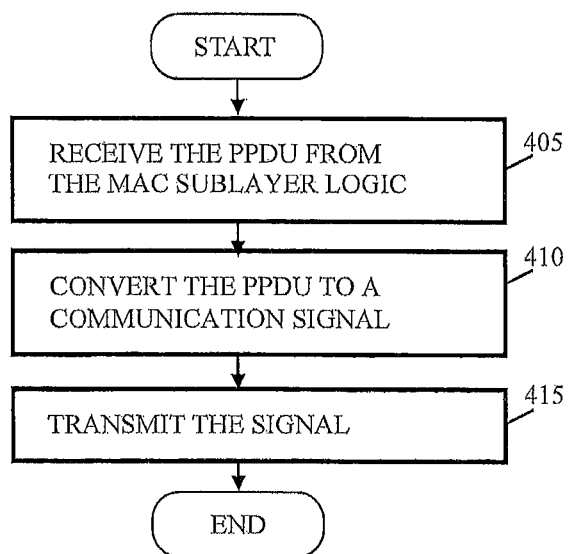 START
RECEIVE THE PPDU FROM
THE MAC SUBLAYER LOGIC
405
CONVERT THE PPDU TO A
COMMUNICATION SIGNAL
410
TRANSMIT THE SIGNAL
415
END